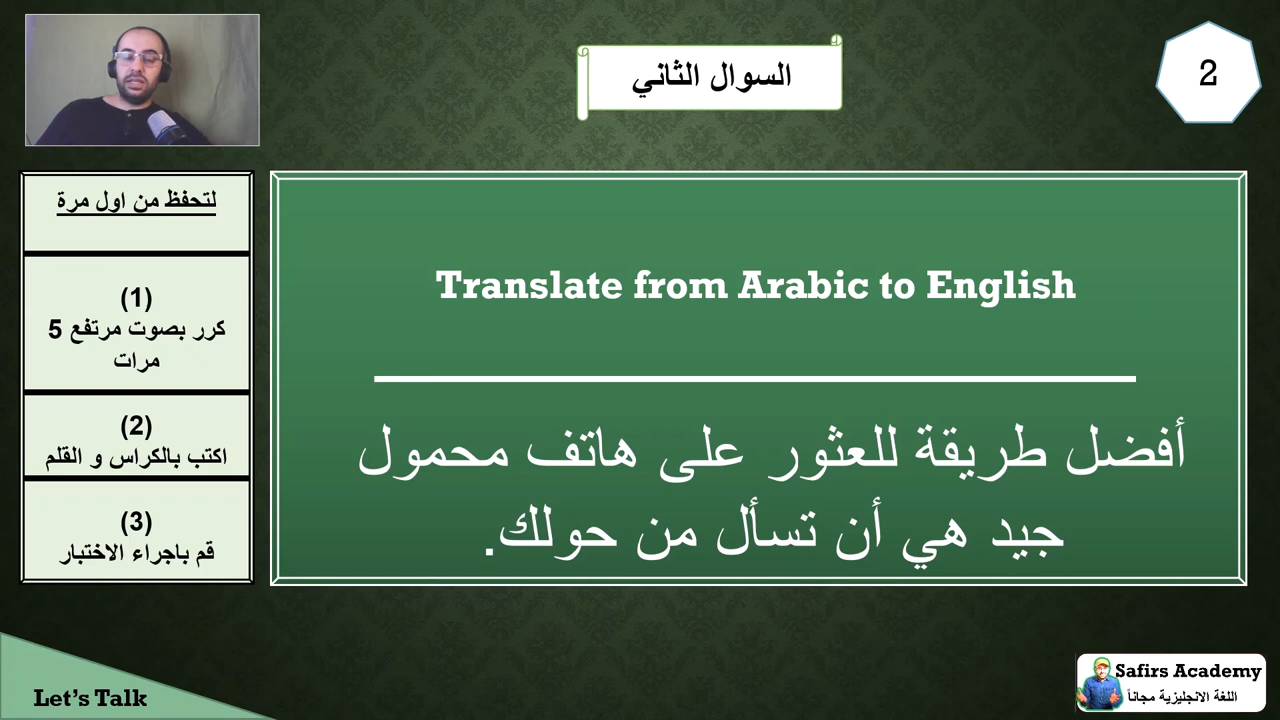 السوال الثاني
2
لتحفظ من اول مرة
(1)
كرر بصوت مرتفع 5
مرات
(2)
اكتب بالكراس و القلم
(3)
قم باجراء الاختبار
Translate from Arabic to English
أفضل طريقة للعثور على هاتف محمول
جيد هي أن تسأل من حولك.
Let's Talk
Safirs Academy
اللغة الانجليزية مجاناً